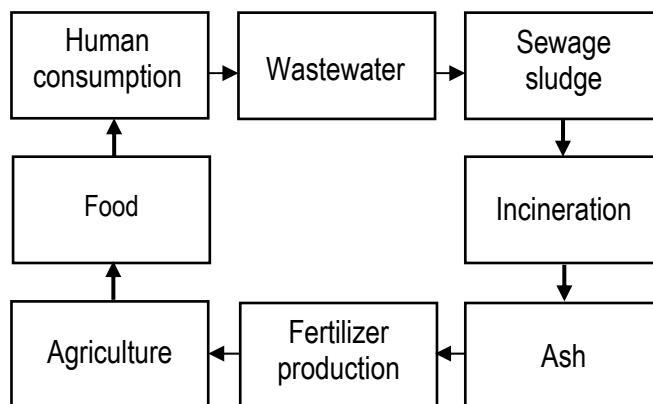 Human
consumption
Wastewater
Sewage
sludge
Food
Incineration
Agriculture
Fertilizer
production
Ash